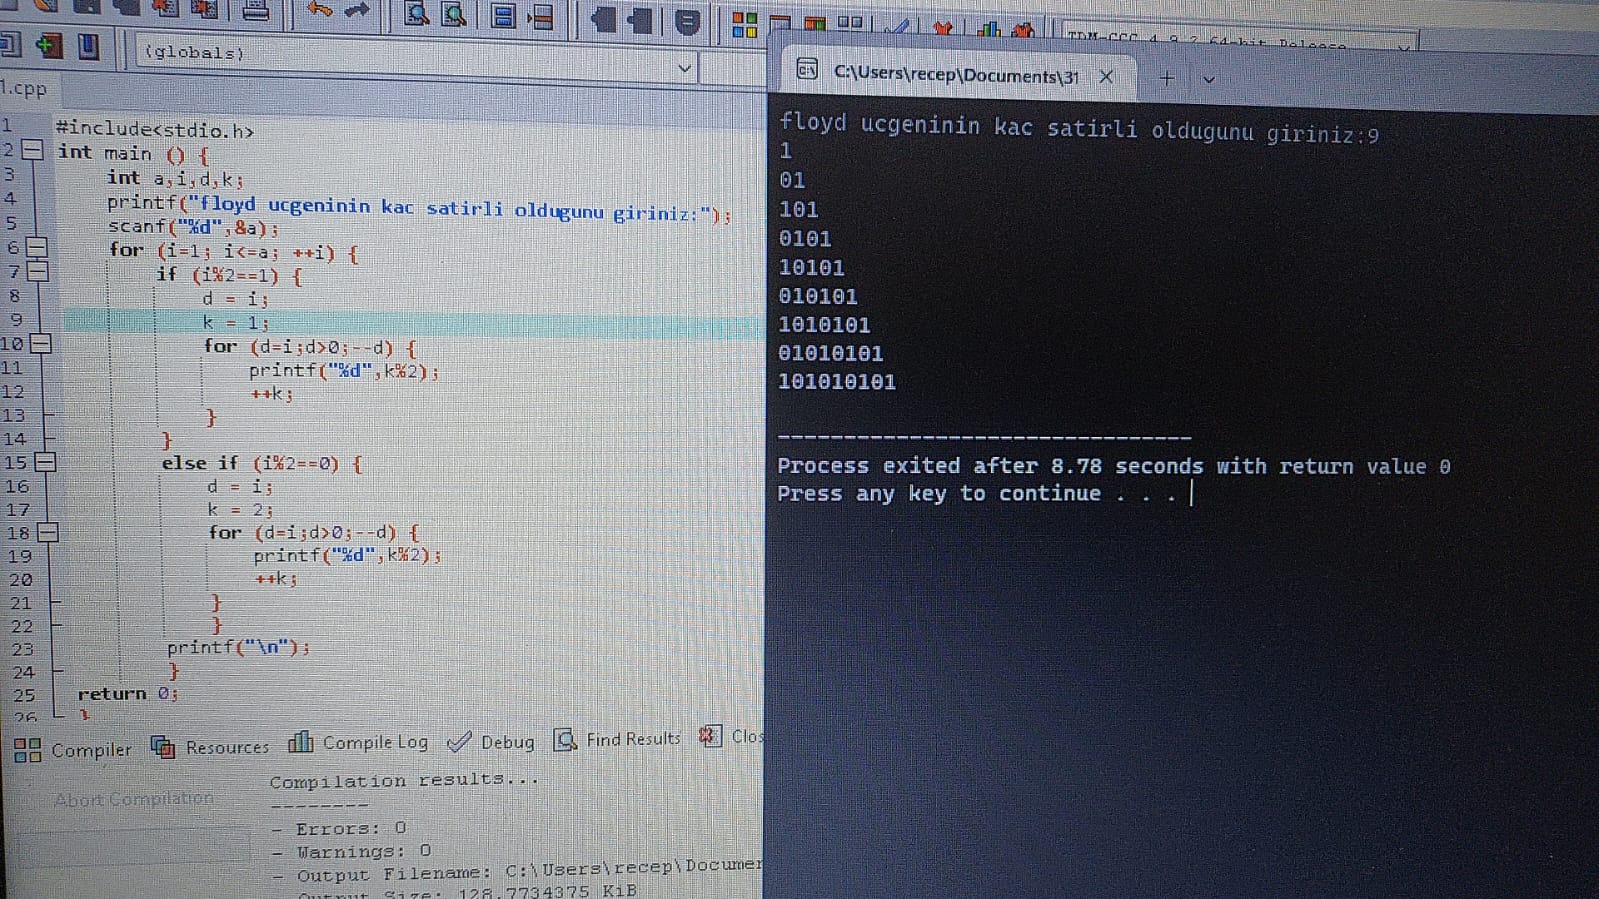 (globals)
TDM-GCC 4.9.2 64-bit Release
1.cpp
C:\Users\recep\Documents\31
1 #include<stdio.h>
2 int main () {
3 int a,i,d,k;
4 printf("floyd ucgeninin kac satirli oldugunu giriniz:");
5 scanf("%d",&a);
6 for (i=1; i<=a; ++i) {
7 if (i%2==1) {
8 d = i;
9 k = 1;
10 for (d=i;d>0;--d) {
11 printf("%d",k%2);
12 ++k;
13 }
14 }
15 else if (i%2==0) {
16 d = i;
17 k = 2;
18 for (d=i;d>0;--d) {
19 printf("%d",k%2);
20 ++k;
21 }
22 }
23 printf("\n");
24 }
25 return 0;
26 }
floyd ucgeninin kac satirli oldugunu giriniz:9
1
01
101
0101
10101
010101
1010101
01010101
101010101
--------------------------------
Process exited after 8.78 seconds with return value 0
Press any key to continue . . .
Compiler Resources Compile Log Debug Find Results Clos
Abort Compilation
Compilation results...
--------
- Errors: 0
- Warnings: 0
- Output Filename: C:\Users\recep\Documen
- Output Size: 128,7734375 KiB